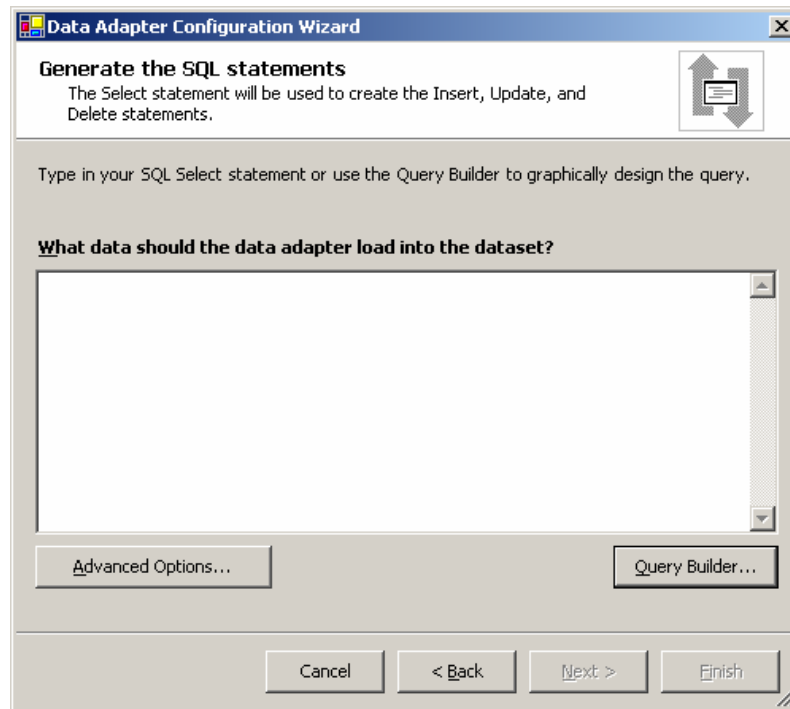 Data Adapter Configuration Wizard
Generate the SQL statements
The Select statement will be used to create the Insert, Update, and
Delete statements.
Type in your SQL Select statement or use the Query Builder to graphically design the query.
What data should the data adapter load into the dataset?
Advanced Options... Query Builder...
Cancel < Back Next > Finish